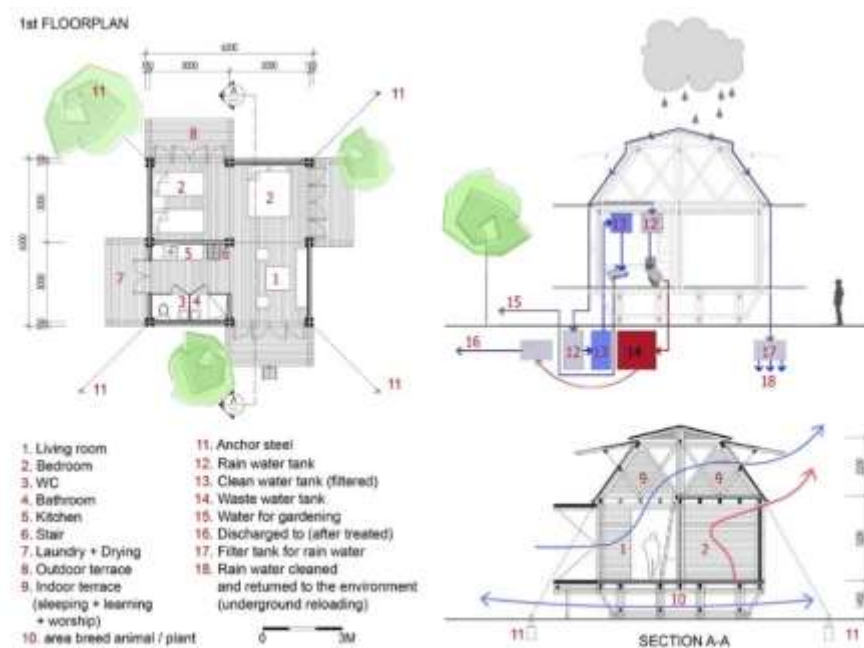 1st FLOORPLAN
3000
3000
11
11
8
2
2
5
6
7
1
3
4
11
11
13
12
15
16
12
13
14
17
18
1. Living room
2. Bedroom
3. WC
4. Bathroom
5. Kitchen
6. Stair
7. Laundry + Drying
8. Outdoor terrace
9. Indoor terrace
(sleeping + learning
+ worship)
10. area breed animal / plant
11. Anchor steel
12. Rain water tank
13. Clean water tank (filtered)
14. Waste water tank
15. Water for gardening
16. Discharged to (after treated)
17. Filter tank for rain water
18. Rain water cleaned
and returned to the environment
(underground reloading)
0 3M
9
9
1
2
10
11
11
SECTION A-A